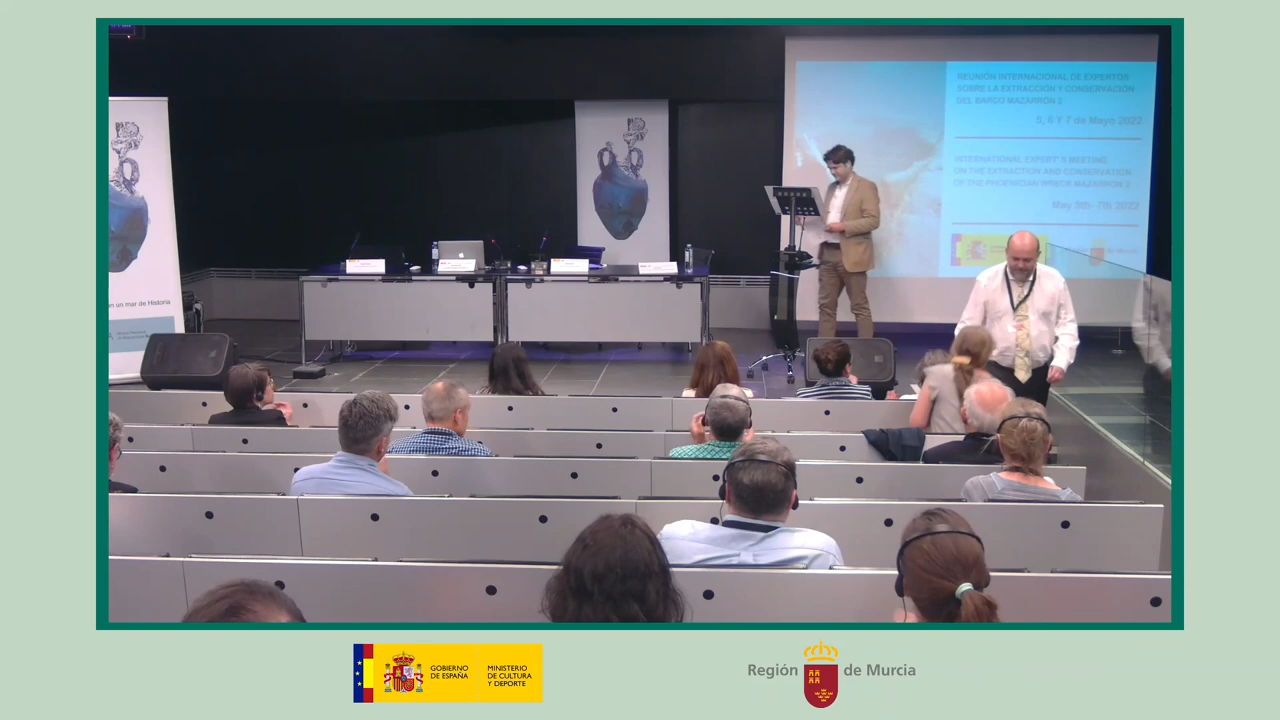 REUNIÓN INTERNACIONAL DE EXPERTOS
SOBRE LA EXTRACCIÓN Y CONSERVACIÓN
DEL BARCO MAZARRÓN 2
5, 6 Y 7 de Mayo 2022
INTERNATIONAL EXPERT'S MEETING
ON THE EXTRACTION AND CONSERVATION
OF THE PHOENICIAN WRECK MAZARRÓN 2
May 5th-7th 2022
un mar de Historia
GOBIERNO
DE ESPAÑA
MINISTERIO
DE CULTURA
Y DEPORTE
Región de Murcia